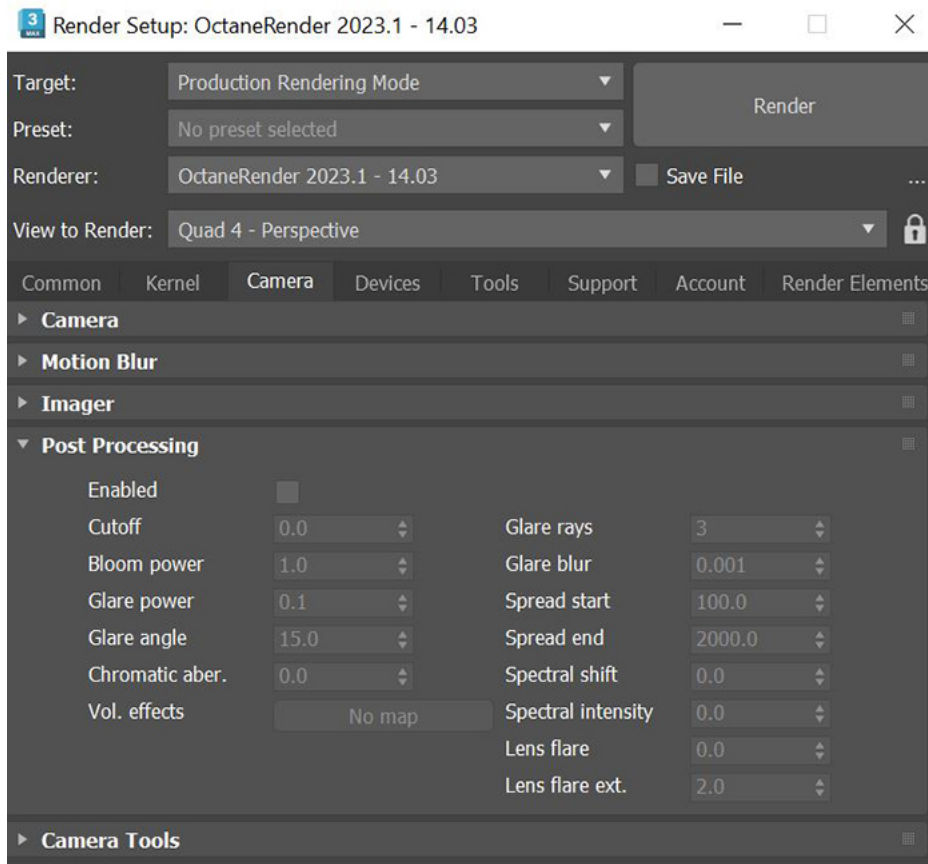 3
MAX
Render Setup: OctaneRender 2023.1 - 14.03
Target: Production Rendering Mode
Render
Preset: No preset selected
Renderer: OctaneRender 2023.1 - 14.03 Save File ...
View to Render: Quad 4 - Perspective
Common Kernel Camera Devices Tools Support Account Render Elements
Camera
Motion Blur
Imager
Post Processing
Enabled
Cutoff 0.0 Glare rays 3
Bloom power 1.0 Glare blur 0.001
Glare power 0.1 Spread start 100.0
Glare angle 15.0 Spread end 2000.0
Chromatic aber. 0.0 Spectral shift 0.0
Vol. effects No map Spectral intensity 0.0
Lens flare 0.0
Lens flare ext. 2.0
Camera Tools